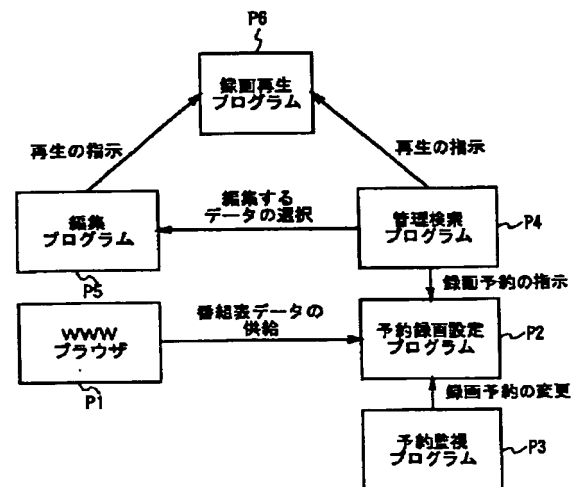 P6
録画再生
プログラム
再生の指示
再生の指示
編集する
データの選択
編集
プログラム
管理検索
プログラム
P4
P5
録画予約の指示
WWW
ブラウザ
番組表データの
供給
予約録画設定
プログラム
P2
P1
録画予約の変更
予約監視
プログラム
P3